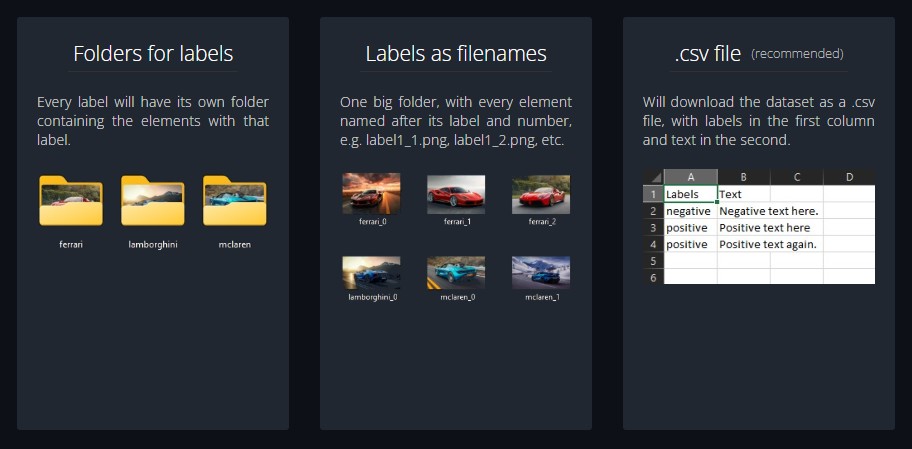 Folders for labels
Every label will have its own folder
containing the elements with that
label.
ferrari lamborghini mclaren
Labels as filenames
One big folder, with every element
named after its label and number,
e.g. label1_1.png, label1_2.png, etc.
ferrari_0 ferrari_1 ferrari_2
lamborghini_0 mclaren_0 mclaren_1
.csv file (recommended)
Will download the dataset as a .csv
file, with labels in the first column
and text in the second.
A B C D
1 Labels Text
2 negative Negative text here.
3 positive Positive text here
4 positive Positive text again.
5
6